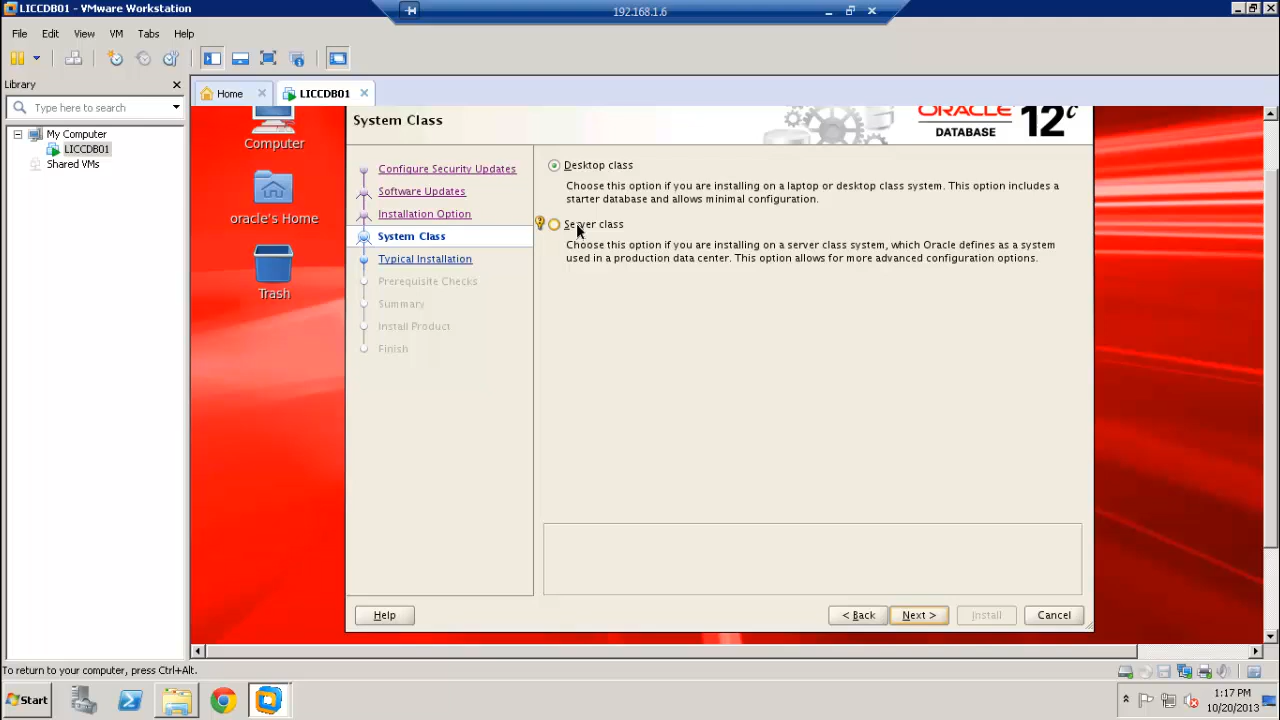 LICCDB01 - VMware Workstation
192.168.1.6
File Edit View VM Tabs Help
Library
Type here to search
My Computer
LICCDB01
Shared VMs
Home
LICCDB01
Computer
oracle's Home
Trash
System Class
ORACLE
DATABASE 12c
Configure Security Updates
Software Updates
Installation Option
System Class
Typical Installation
Prerequisite Checks
Summary
Install Product
Finish
Desktop class
Choose this option if you are installing on a laptop or desktop class system. This option includes a
starter database and allows minimal configuration.
Server class
Choose this option if you are installing on a server class system, which Oracle defines as a system
used in a production data center. This option allows for more advanced configuration options.
Help
< Back
Next >
Install
Cancel
To return to your computer, press Ctrl+Alt.
Start
1:17 PM
10/20/2013